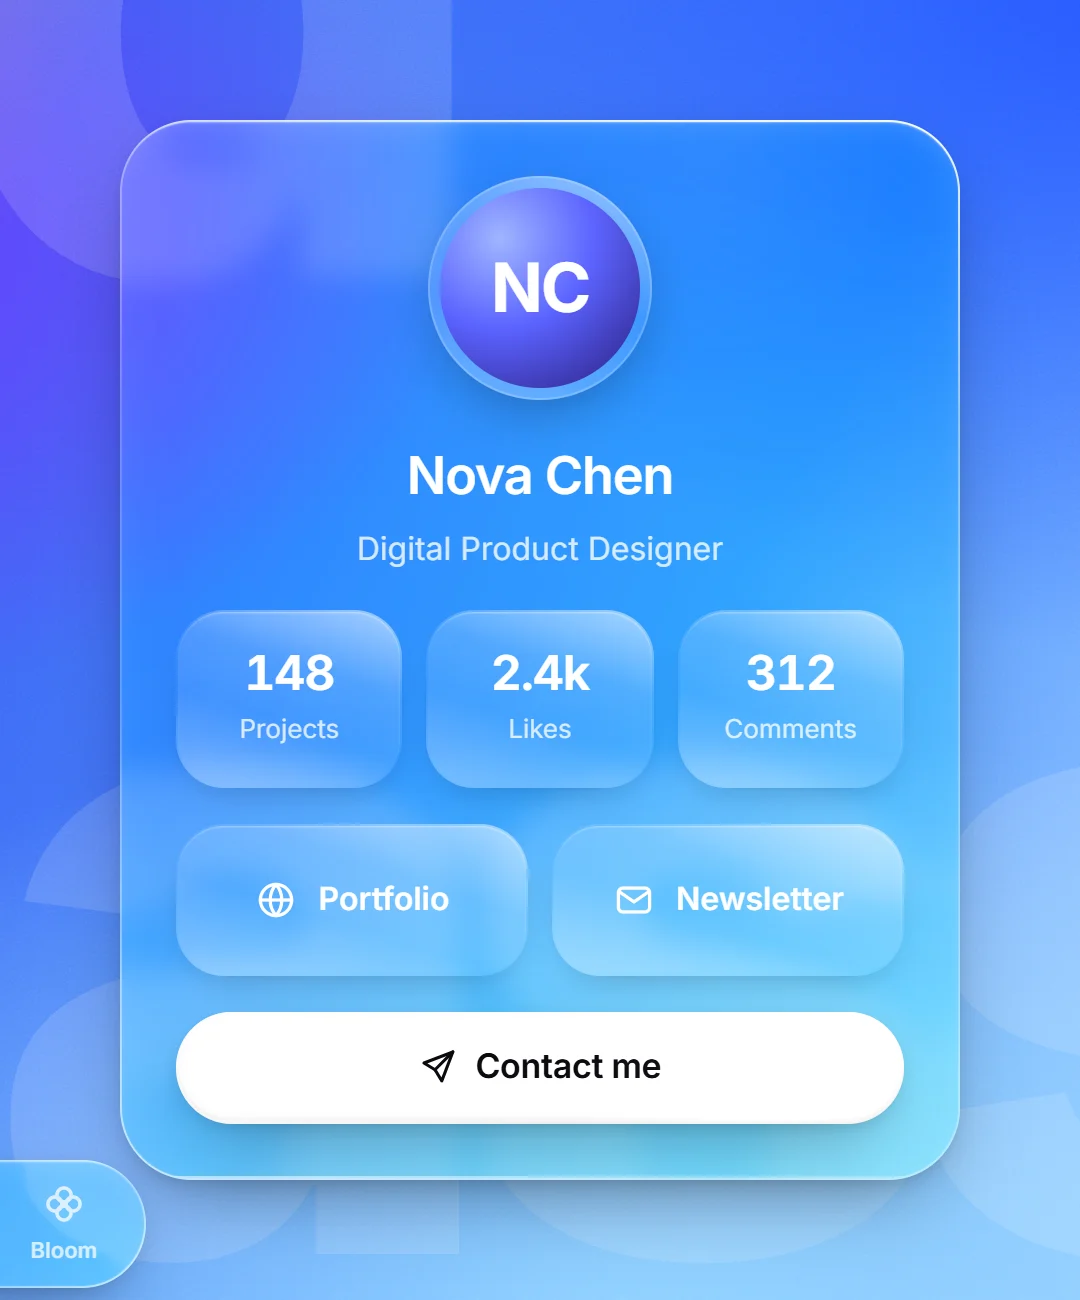 NC
Nova Chen
Digital Product Designer
148
Projects
2.4k
Likes
312
Comments
Portfolio
Newsletter
Contact me
Bloom